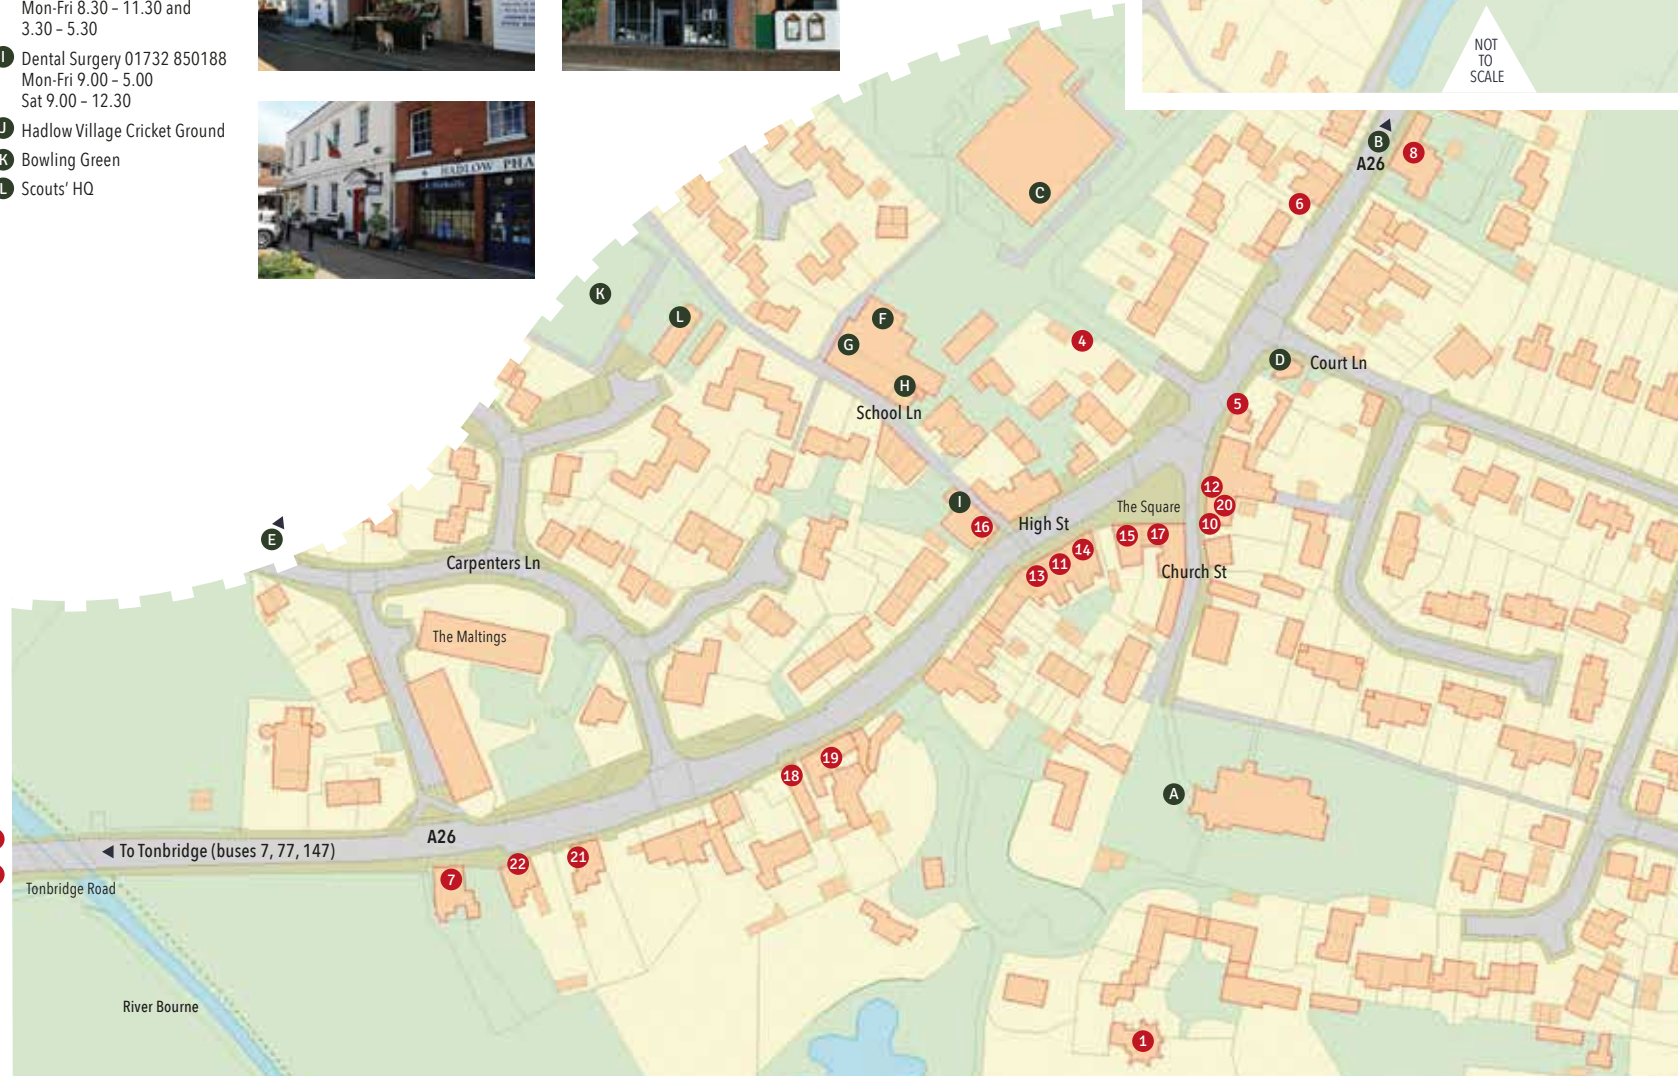 Mon-Fri 8.30 – 11.30 and
3.30 – 5.30
I Dental Surgery 01732 850188
Mon-Fri 9.00 – 5.00
Sat 9.00 – 12.30
J Hadlow Village Cricket Ground
K Bowling Green
L Scouts' HQ
HADLOW PHA
NOT
TO
SCALE
B
A26
8
6
C
K
L
F
G
H
School Ln
4
D
Court Ln
5
12
20
10
I
16
High St
The Square
15
17
14
11
13
Church St
E
Carpenters Ln
The Maltings
19
18
A
A26
◄ To Tonbridge (buses 7, 77, 147)
Tonbridge Road
7
22
21
River Bourne
1